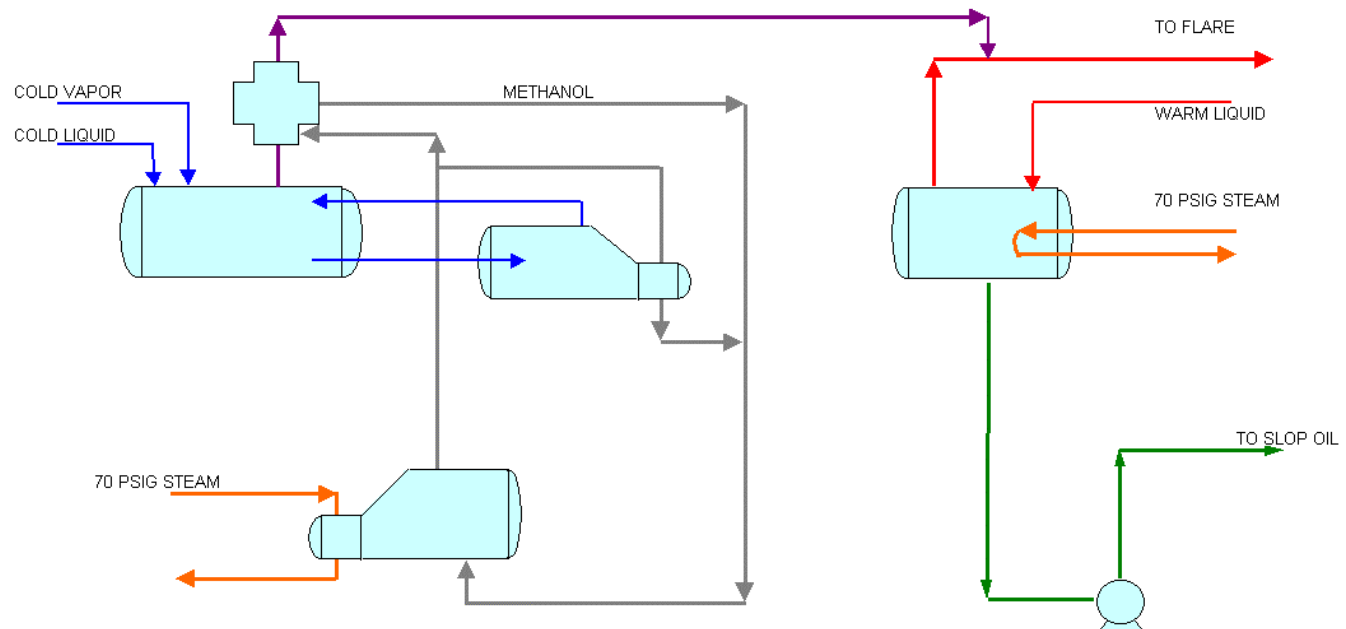 TO FLARE
COLD VAPOR
METHANOL
WARM LIQUID
COLD LIQUID
70 PSIG STEAM
TO SLOP OIL
70 PSIG STEAM